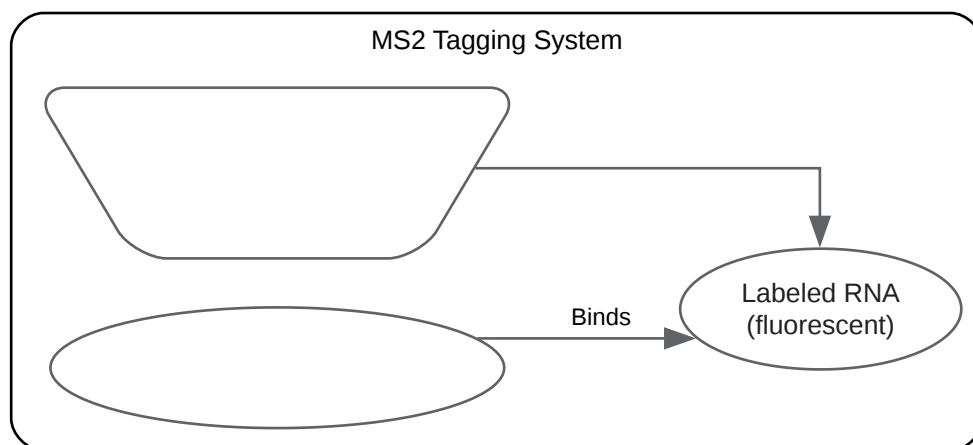 MS2 Tagging System
Binds
Labeled RNA
(fluorescent)